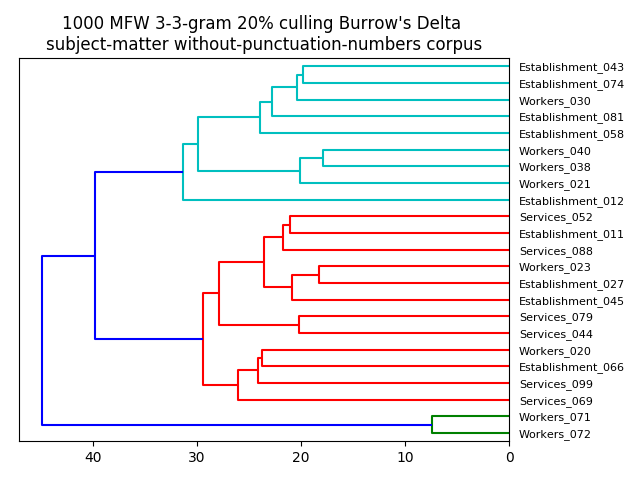 1000 MFW 3-3-gram 20% culling Burrow's Delta
subject-matter without-punctuation-numbers corpus
Establishment_043
Establishment_074
Workers_030
Establishment_081
Establishment_058
Workers_040
Workers_038
Workers_021
Establishment_012
Services_052
Establishment_011
Services_088
Workers_023
Establishment_027
Establishment_045
Services_079
Services_044
Workers_020
Establishment_066
Services_099
Services_069
Workers_071
Workers_072
40 30 20 10 0